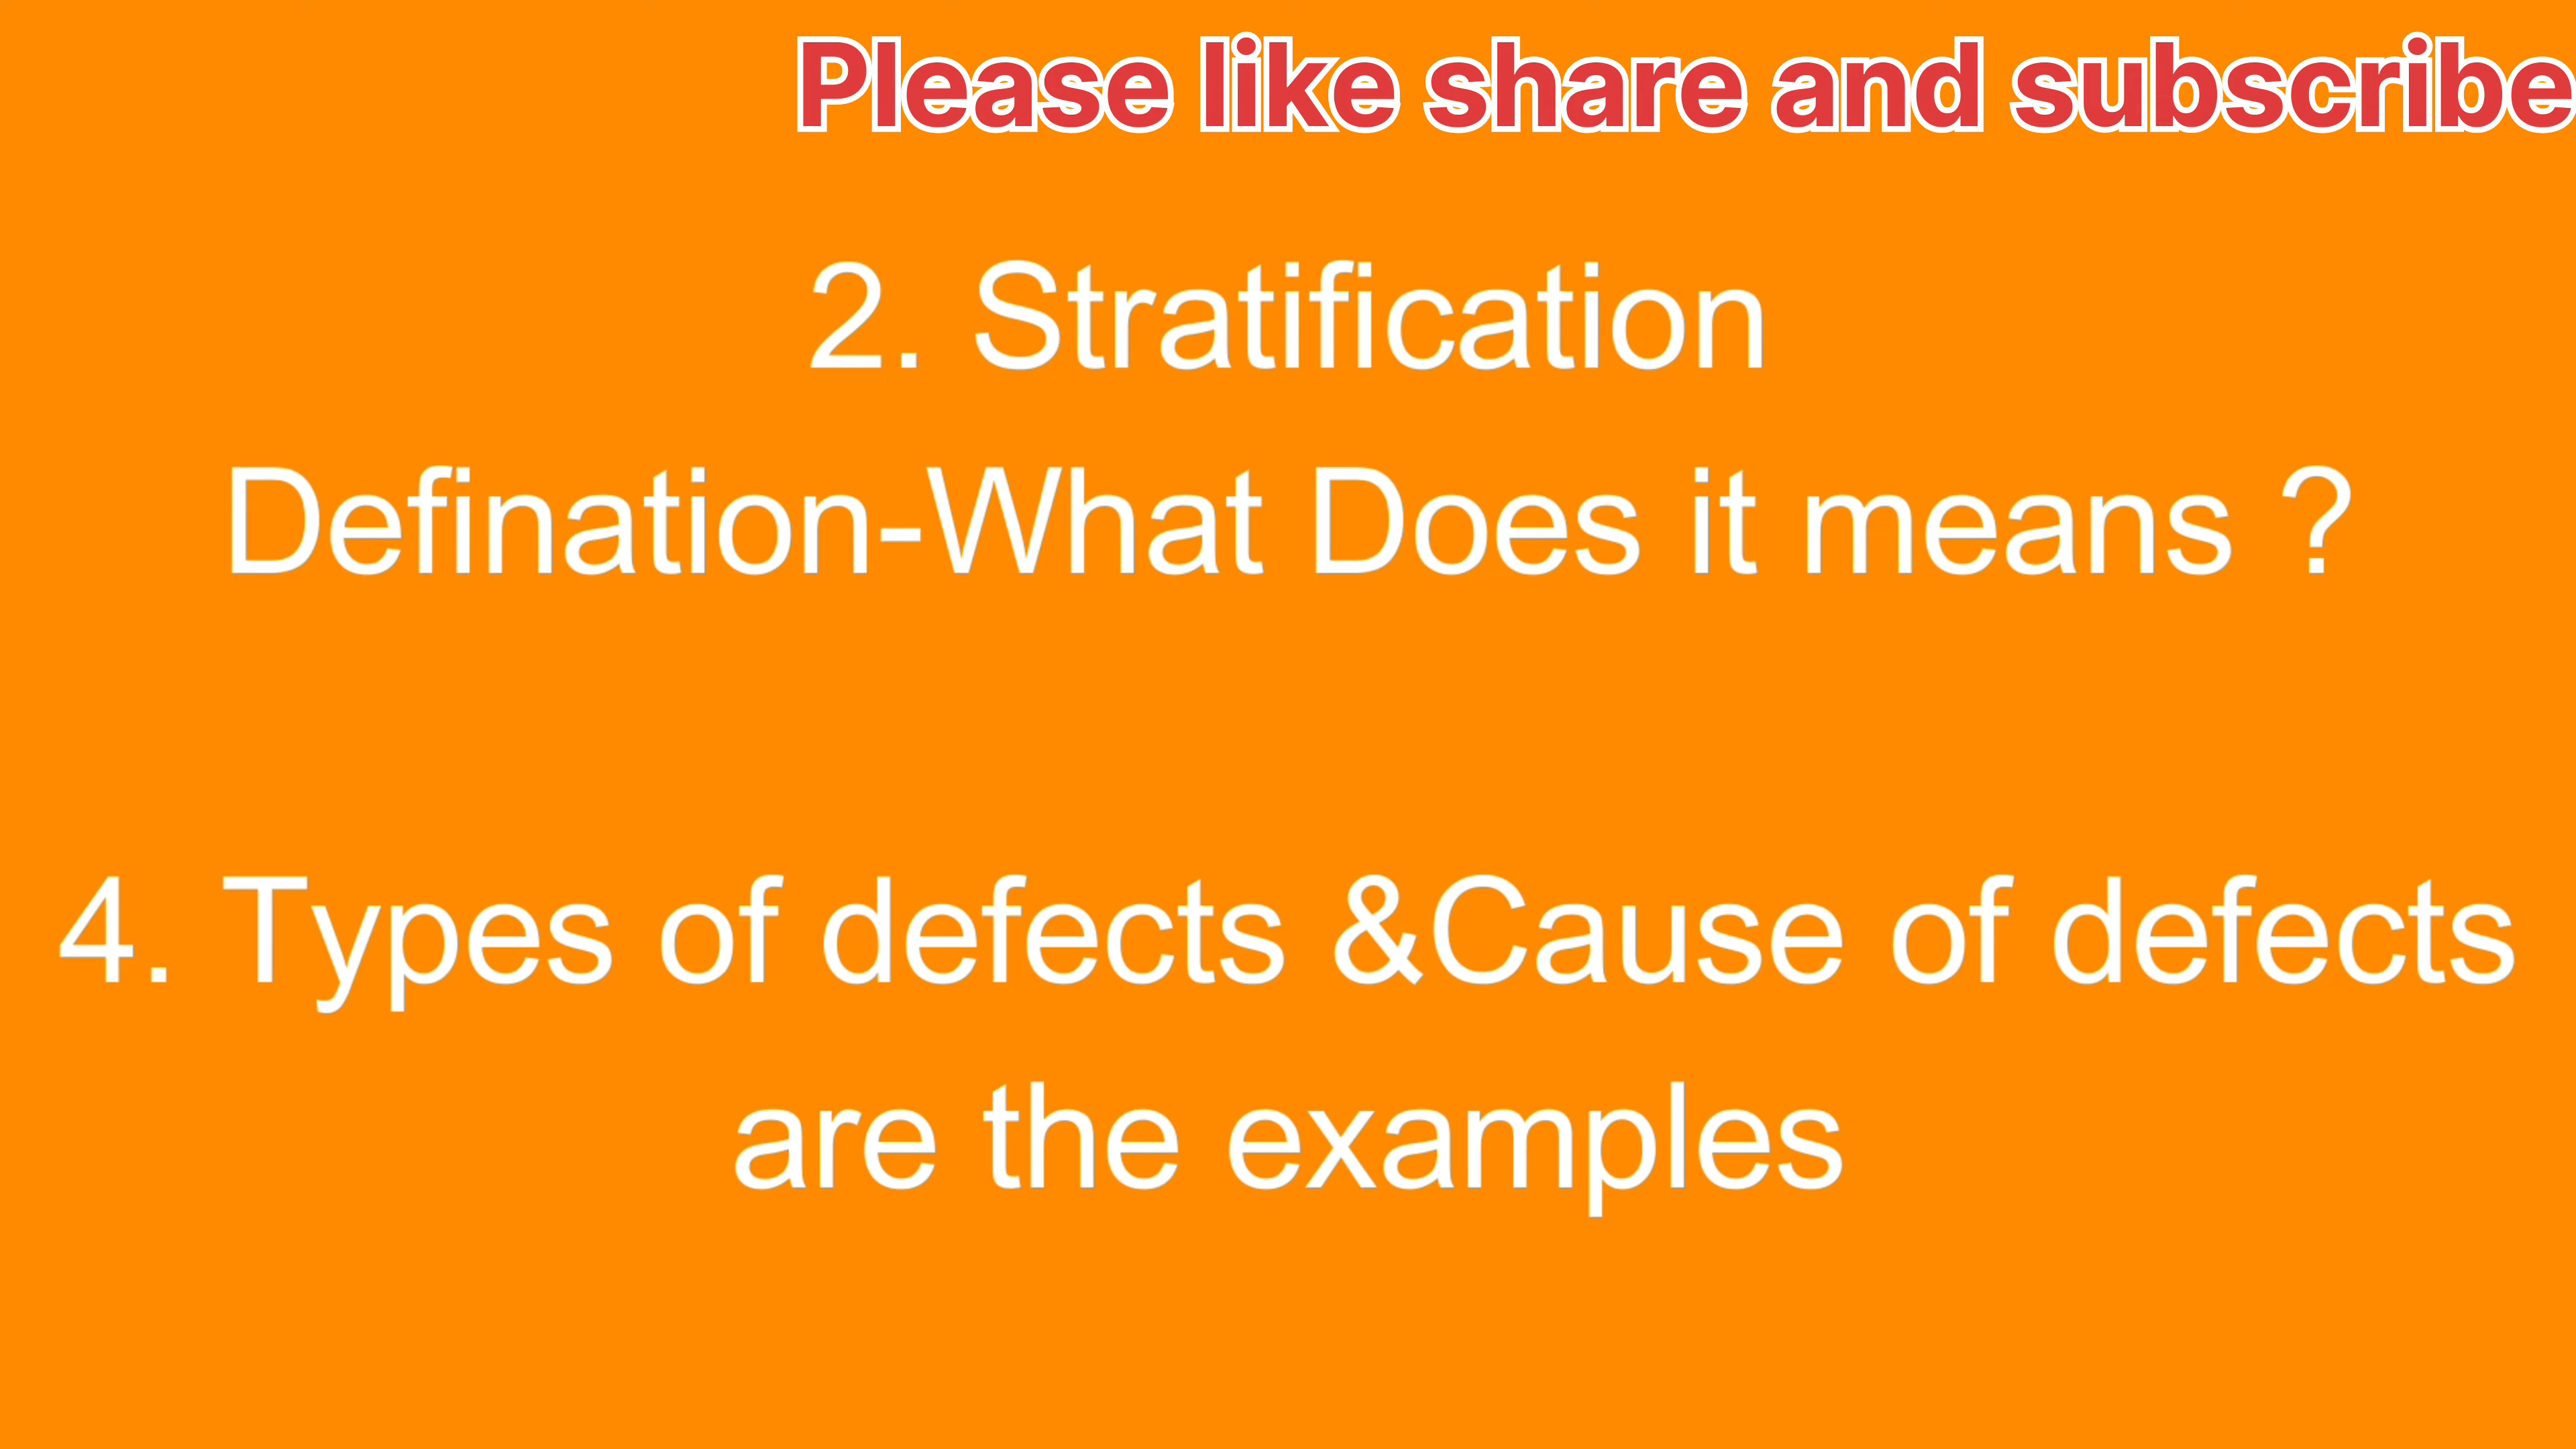 Please like share and subscribe
2. Stratification
Defination-What Does it means ?
4. Types of defects &Cause of defects
are the examples